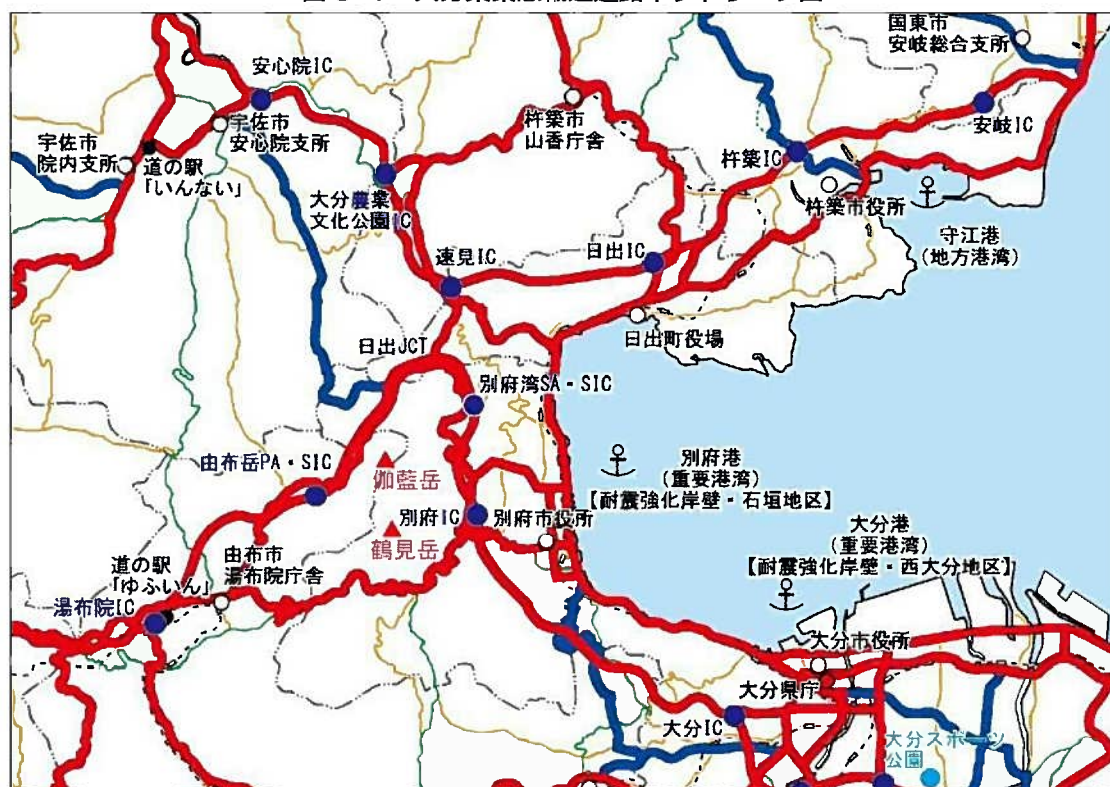 国東市
安岐総合支所
安心院IC
宇佐市
安心院支所
宇佐市
院内支所
道の駅
「いんない」
杵築市
山香庁舎
安岐IC
杵築IC
大分農業
文化公園IC
杵築市役所
守江港
(地方港湾)
速見IC
日出IC
日出町役場
日出JCT
別府湾SA・SIC
由布岳PA・SIC
伽藍岳
別府港
(重要港湾)
【耐震強化岸壁・石垣地区】
別府IC
別府市役所
鶴見岳
大分港
(重要港湾)
【耐震強化岸壁・西大分地区】
道の駅
「ゆふいん」
由布市
湯布院庁舎
湯布院IC
大分市役所
大分県庁
大分IC
大分スポーツ
公園